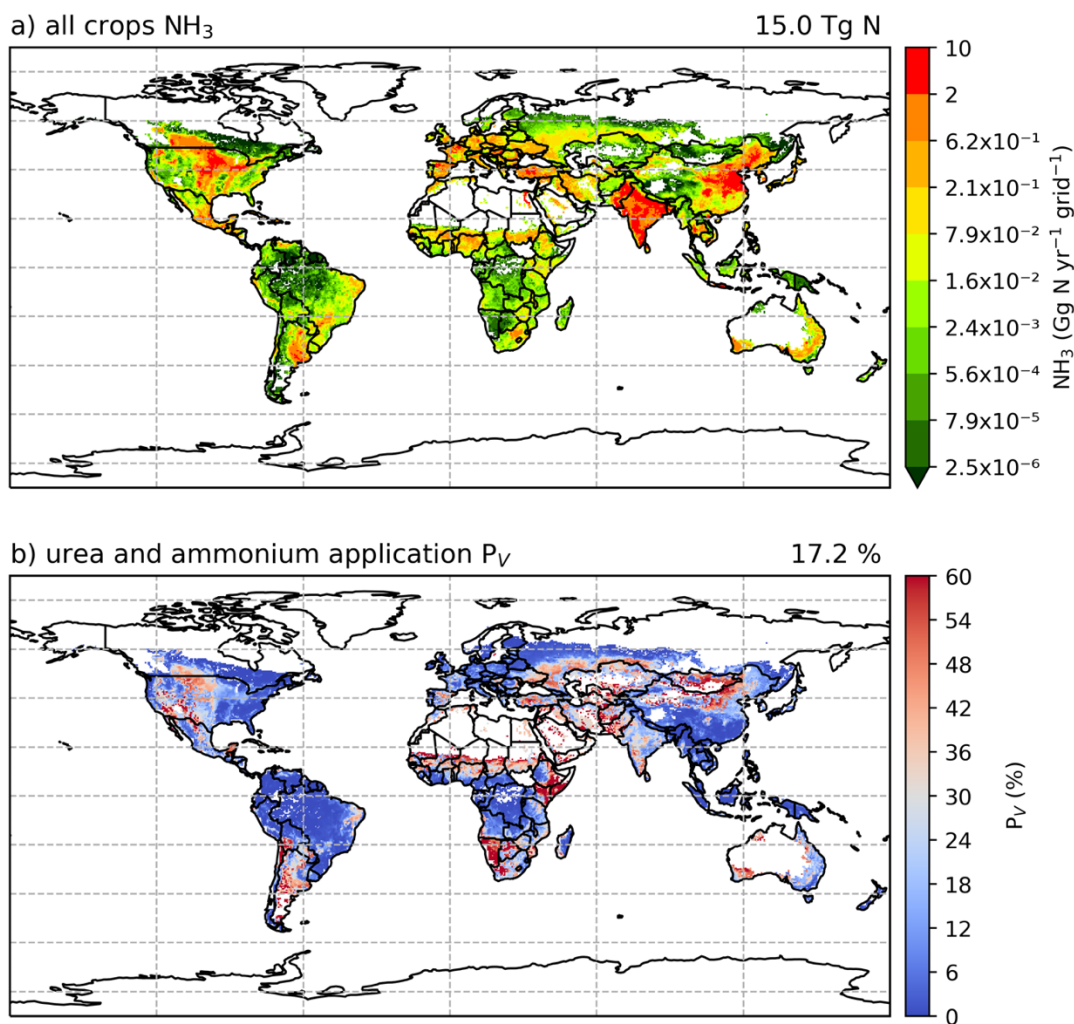 a) all crops NH₃ 15.0 Tg N
10
2
6.2x10⁻¹
2.1x10⁻¹
7.9x10⁻²
1.6x10⁻²
2.4x10⁻³
5.6x10⁻⁴
7.9x10⁻⁵
2.5x10⁻⁶
NH₃ (Gg N yr⁻¹ grid⁻¹)
b) urea and ammonium application P_V 17.2 %
60
54
48
42
36
30
24
18
12
6
0
P_V (%)